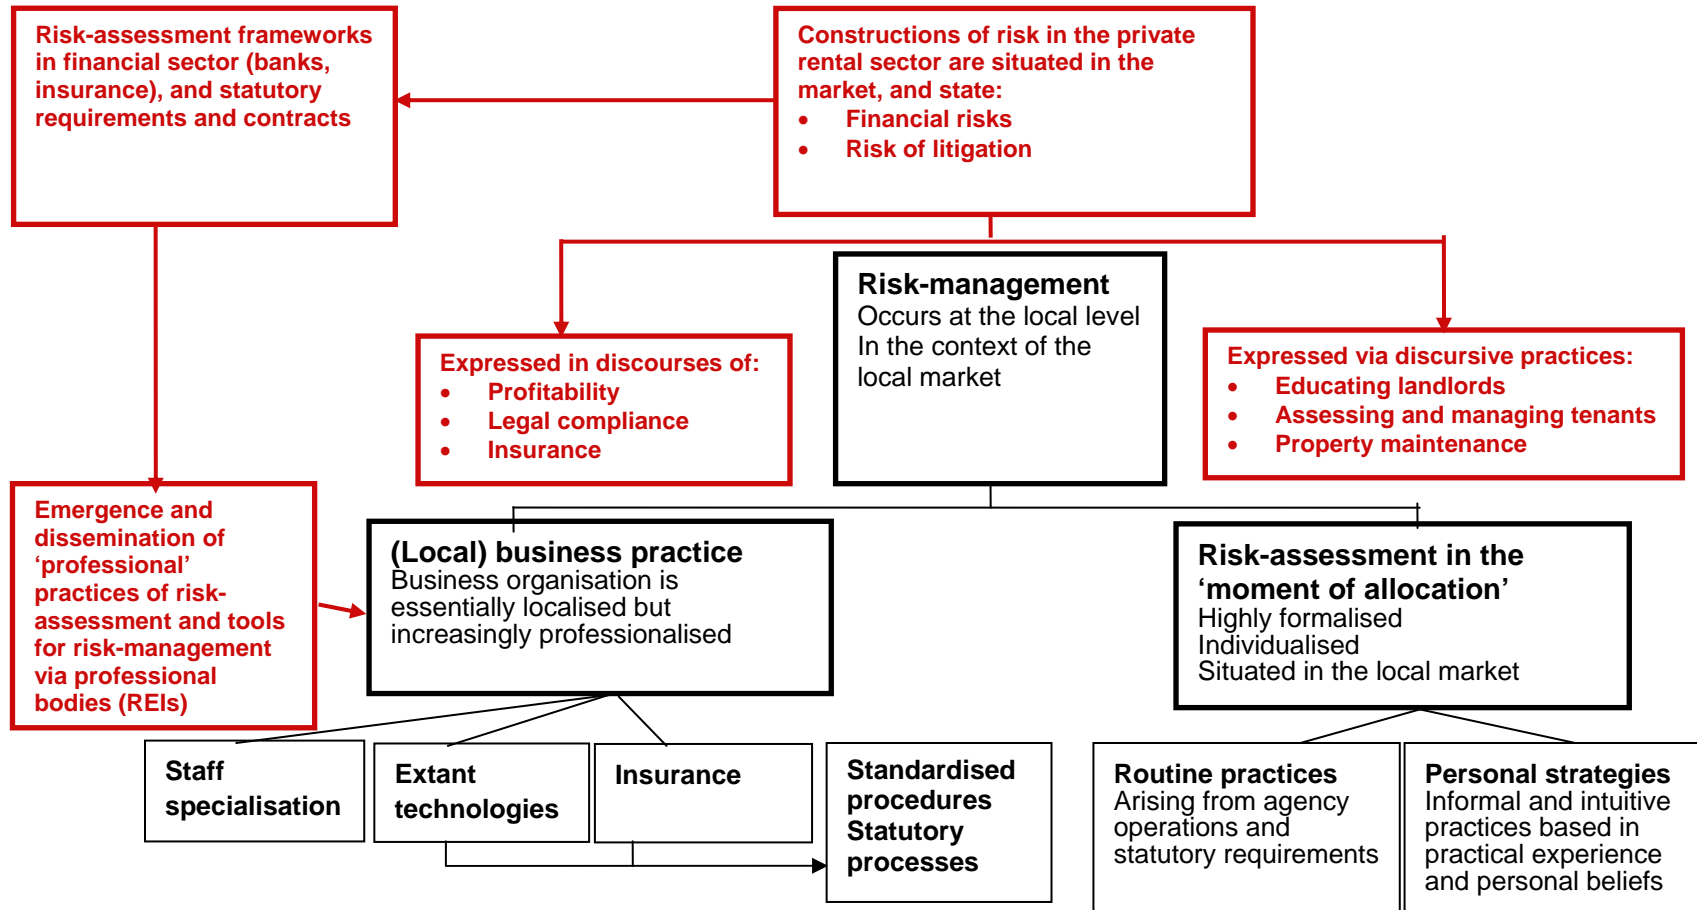 Risk-assessment frameworks
in financial sector (banks,
insurance), and statutory
requirements and contracts
Constructions of risk in the private
rental sector are situated in the
market, and state:
• Financial risks
• Risk of litigation
Risk-management
Occurs at the local level
In the context of the
local market
Expressed in discourses of:
• Profitability
• Legal compliance
• Insurance
Expressed via discursive practices:
• Educating landlords
• Assessing and managing tenants
• Property maintenance
Emergence and
dissemination of
‘professional’
practices of risk-
assessment and tools
for risk-management
via professional
bodies (REIs)
(Local) business practice
Business organisation is
essentially localised but
increasingly professionalised
Risk-assessment in the
‘moment of allocation’
Highly formalised
Individualised
Situated in the local market
Staff
specialisation
Extant
technologies
Insurance
Standardised
procedures
Statutory
processes
Routine practices
Arising from agency
operations and
statutory requirements
Personal strategies
Informal and intuitive
practices based in
practical experience
and personal beliefs